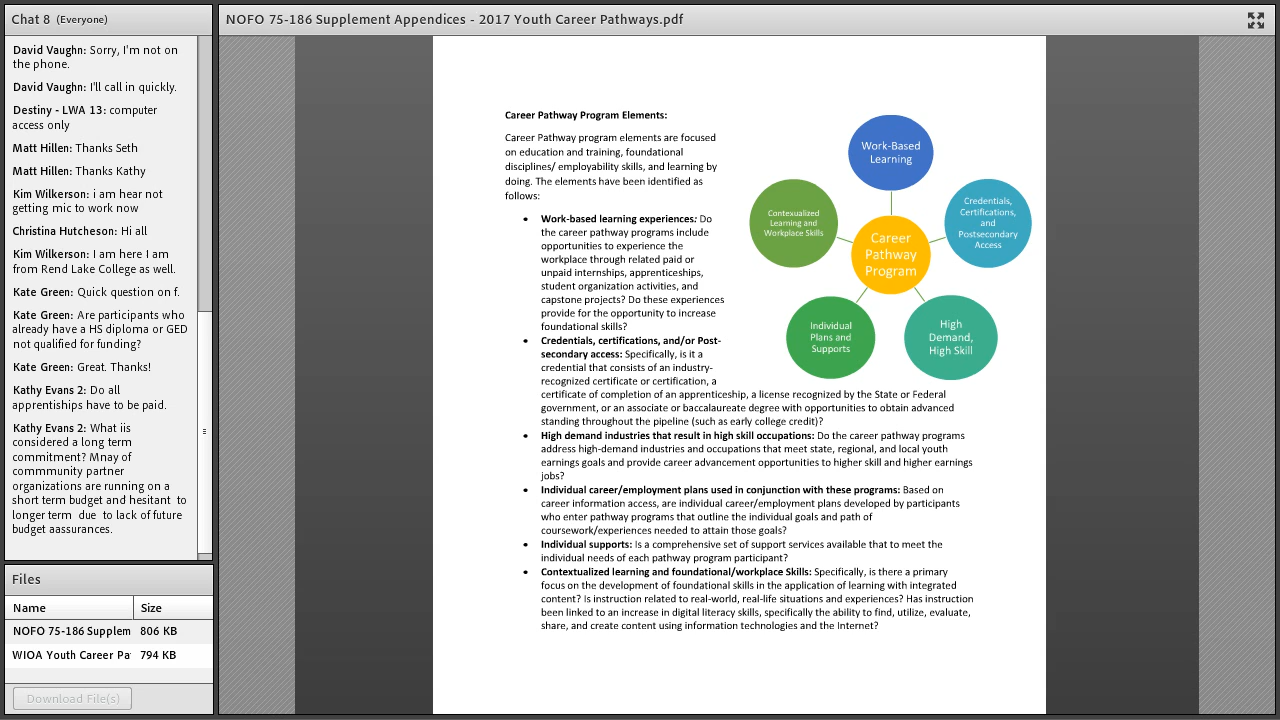 Chat 8 (Everyone)
David Vaughn: Sorry, I'm not on
the phone.
David Vaughn: I'll call in quickly.
Destiny - LWA 13: computer
access only
Matt Hillen: Thanks Seth
Matt Hillen: Thanks Kathy
Kim Wilkerson: i am hear not
getting mic to work now
Christina Hutchenson: Hi all
Kim Wilkerson: I am here I am
from Rend Lake College as well.
Kate Green: Quick question on f.
Kate Green: Are participants who
already have a HS diploma or GED
not qualified for funding?
Kate Green: Great. Thanks!
Kathy Evans 2: Do all
apprentiships have to be paid.
Kathy Evans 2: What iis
considered a long term
commitment? Mnay of
commmunity partner
organizations are running on a
short term budget and hesitant to
longer term due to lack of future
budget aassurances.
Files
Name Size
NOFO 75-186 Supplem 806 KB
WIOA Youth Career Pa 794 KB
Download File(s)
NOFO 75-186 Supplement Appendices - 2017 Youth Career Pathways.pdf
Career Pathway Program Elements:
Career Pathway program elements are focused
on education and training, foundational
disciplines/ employability skills, and learning by
doing. The elements have been identified as
follows:
• Work-based learning experiences: Do
the career pathway programs include
opportunities to experience the
workplace through related paid or
unpaid internships, apprenticeships,
student organization activities, and
capstone projects? Do these experiences
provide for the opportunity to increase
foundational skills?
• Credentials, certifications, and/or Post-
secondary access: Specifically, is it a
credential that consists of an industry-
recognized certificate or certification, a
certificate of completion of an apprenticeship, a license recognized by the State or Federal
government, or an associate or baccalaureate degree with opportunities to obtain advanced
standing throughout the pipeline (such as early college credit)?
• High demand industries that result in high skill occupations: Do the career pathway programs
address high-demand industries and occupations that meet state, regional, and local youth
earnings goals and provide career advancement opportunities to higher skill and higher earnings
jobs?
• Individual career/employment plans used in conjunction with these programs: Based on
career information access, are individual career/employment plans developed by participants
who enter pathway programs that outline the individual goals and path of
coursework/experiences needed to attain those goals?
• Individual supports: Is a comprehensive set of support services available that to meet the
individual needs of each pathway program participant?
• Contextualized learning and foundational/workplace Skills: Specifically, is there a primary
focus on the development of foundational skills in the application of learning with integrated
content? Is instruction related to real-world, real-life situations and experiences? Has instruction
been linked to an increase in digital literacy skills, specifically the ability to find, utilize, evaluate,
share, and create content using information technologies and the Internet?
Work-Based
Learning
Contexualized
Learning and
Workplace Skills
Credentials,
Certifications,
and
Postsecondary
Access
Career
Pathway
Program
Individual
Plans and
Supports
High
Demand,
High Skill